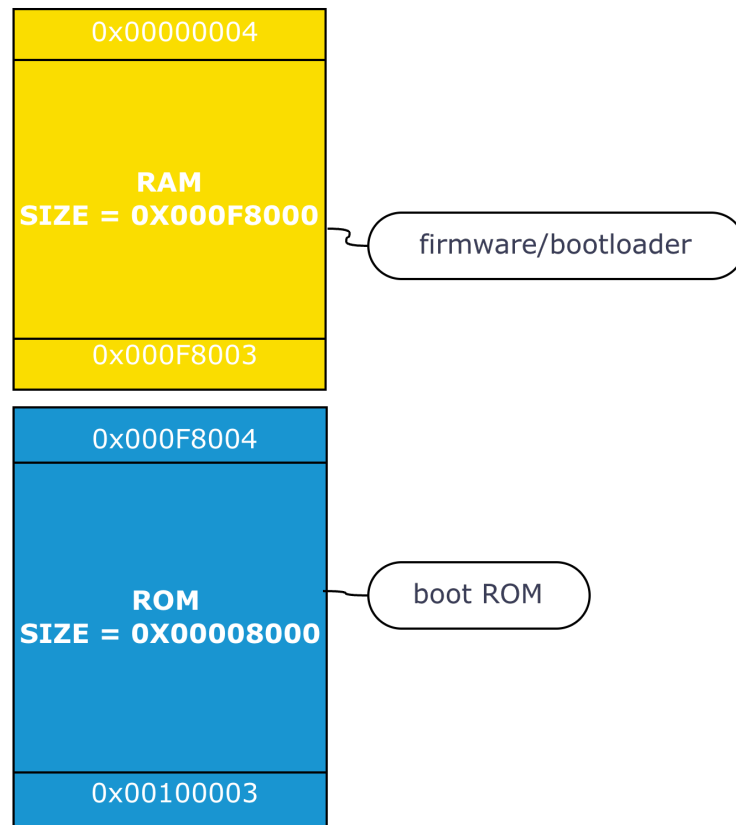 0x00000004
RAM
SIZE = 0X000F8000
firmware/bootloader
0x000F8003
0x000F8004
ROM
SIZE = 0X00008000
boot ROM
0x00100003